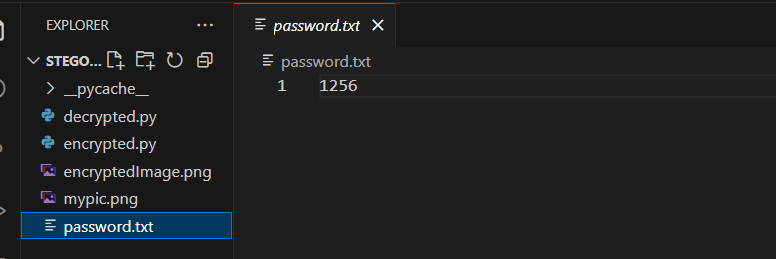 EXPLORER
STEGO...
__pycache__
decrypted.py
encrypted.py
encryptedImage.png
mypic.png
password.txt
password.txt
password.txt
1 1256